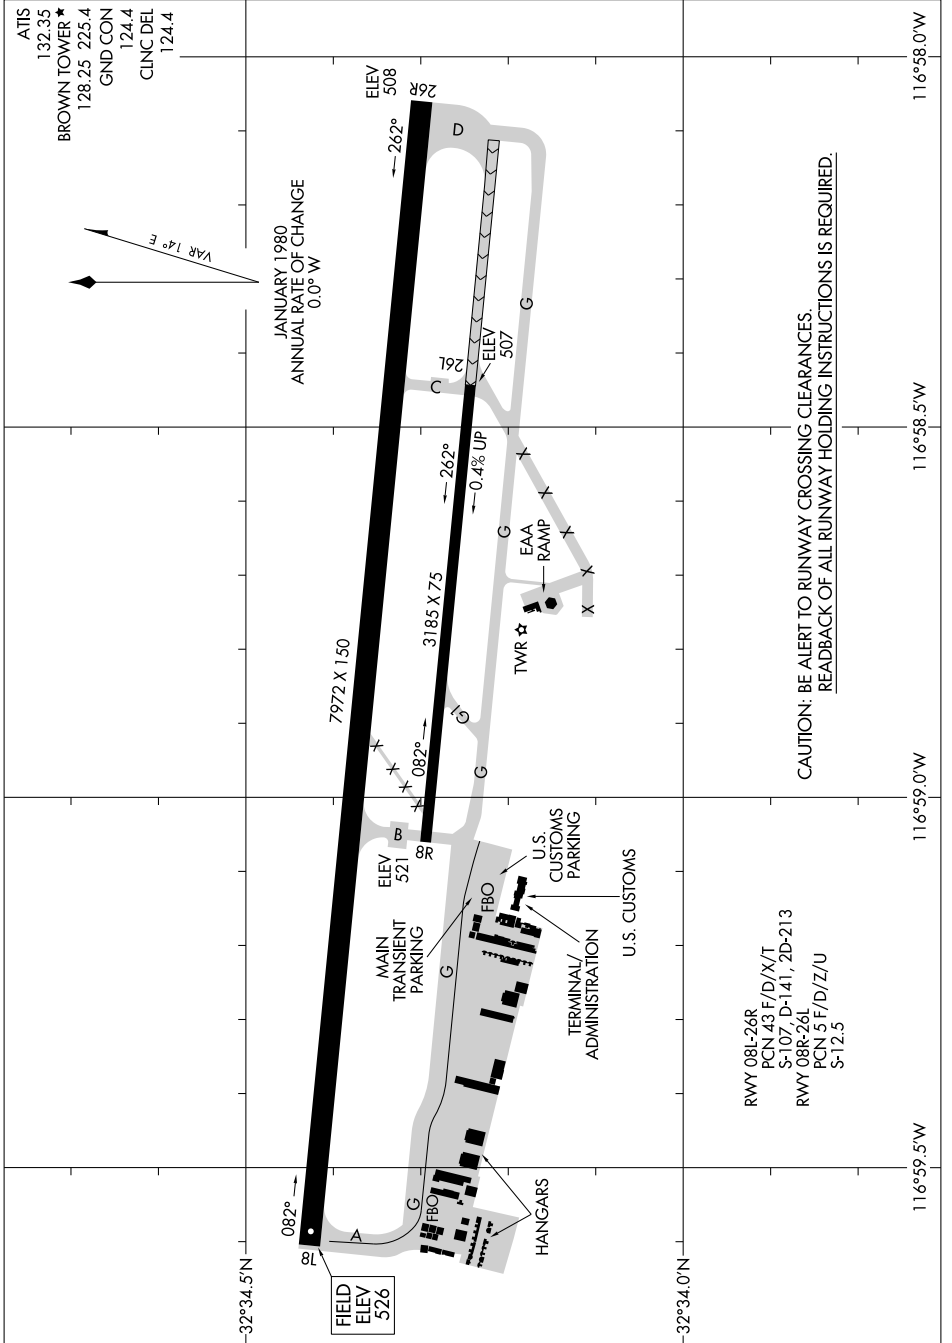 ATIS
132.35
BROWN TOWER ★
128.25 225.4
GND CON
124.4
CLNC DEL
124.4
VAR 14° E
JANUARY 1980
ANNUAL RATE OF CHANGE
0.0° W
116°58.0'W
116°58.5'W
116°59.0'W
116°59.5'W
32°34.5'N
32°34.0'N
ELEV
508
26R
← 262°
D
G
26L
ELEV
507
C
← 262°
← 0.4% UP
X
X
X
X
X
G
EAA
RAMP
TWR
3185 X 75
7972 X 150
G1
082° →
G
X
X
X
X
B
8R
ELEV
521
U.S.
CUSTOMS
PARKING
FBO
MAIN
TRANSIENT
PARKING
U.S. CUSTOMS
TERMINAL/
ADMINISTRATION
G
082° →
8L
A
G
FBO
HANGARS
FIELD
ELEV
526
CAUTION: BE ALERT TO RUNWAY CROSSING CLEARANCES.
READBACK OF ALL RUNWAY HOLDING INSTRUCTIONS IS REQUIRED.
RWY 08L-26R
PCN 43 F/D/X/T
S-107, D-141, 2D-213
RWY 08R-26L
PCN 5 F/D/Z/U
S-12.5